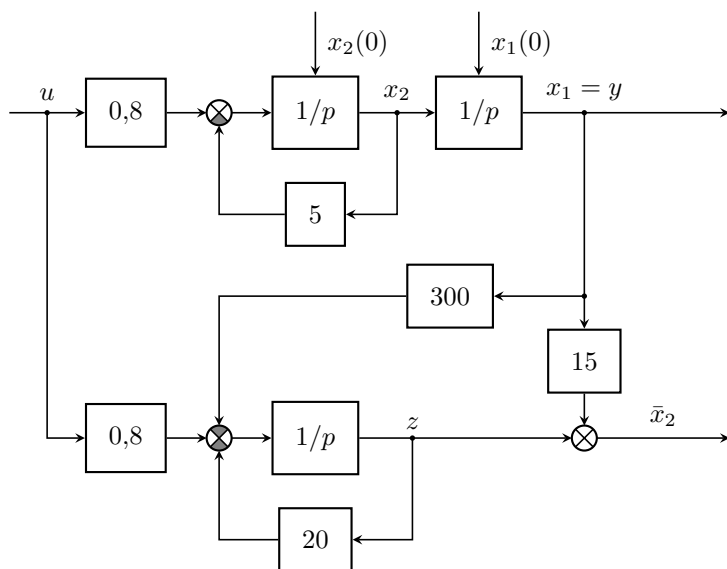 x₂(0) x₁(0)
u 0,8 1/p x₂ 1/p x₁ = y
5
300
15
0,8 1/p z x̄₂
20